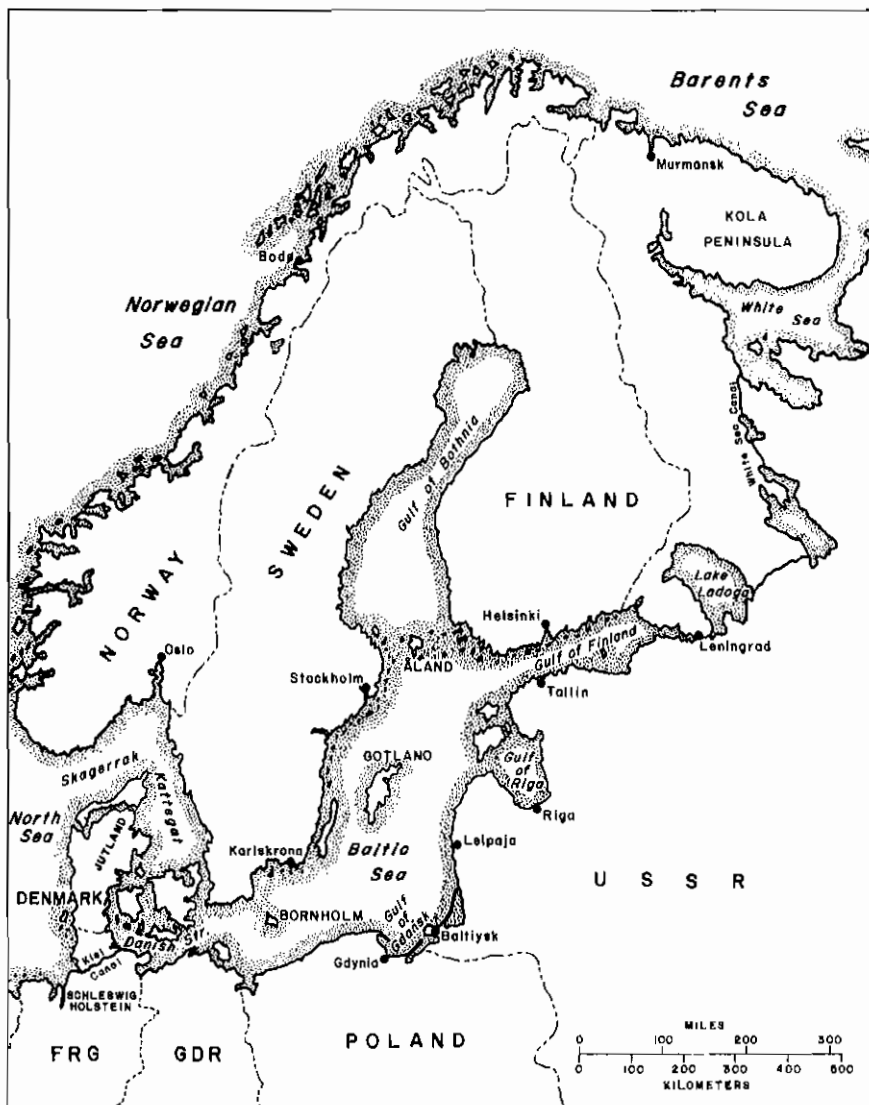 Barents
Sea
Murmansk
KOLA
PENINSULA
Bodø
Norwegian
Sea
White Sea
White Sea Canal
Gulf of Bothnia
SWEDEN
FINLAND
NORWAY
Lake
Ladoga
Helsinki
Oslo
Gulf of Finland
Leningrad
ÅLAND
Stockholm
Tallin
Skagerrak
Kattegat
GOTLAND
Gulf
of
Riga
Riga
North
Sea
JUTLAND
Karlskrona
Baltic
Sea
Leipaja
USSR
DENMARK
BORNHOLM
Gulf
of
Gdańsk
Baltiysk
Danish Str
Kiel
Canal
Gdynia
SCHLESWIG
HOLSTEIN
FRG
GDR
POLAND
MILES
0 100 200 300
0 100 200 300 400 500
KILOMETERS